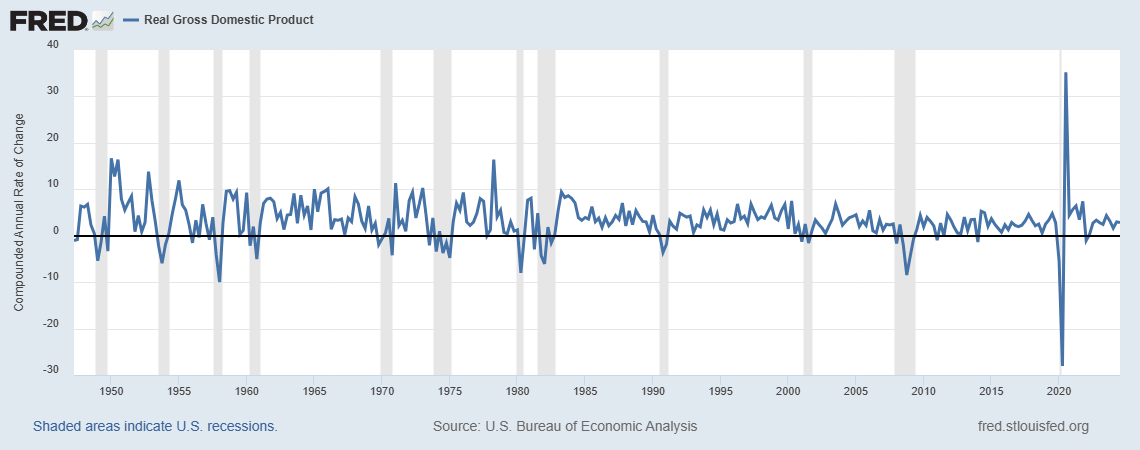 FRED
Real Gross Domestic Product
Compounded Annual Rate of Change
40
30
20
10
0
-10
-20
-30
1950 1955 1960 1965 1970 1975 1980 1985 1990 1995 2000 2005 2010 2015 2020
Shaded areas indicate U.S. recessions.
Source: U.S. Bureau of Economic Analysis
fred.stlouisfed.org